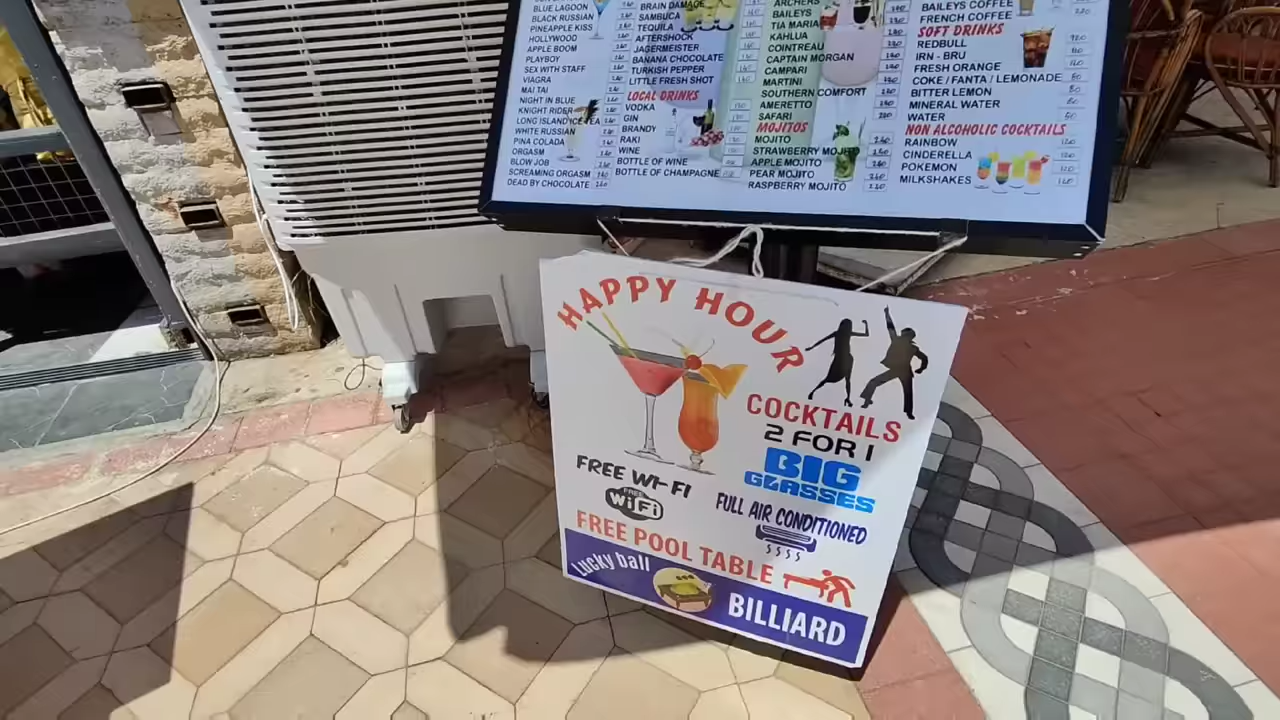 BLUE LAGOON
BLACK RUSSIAN
PINEAPPLE KISS
HOLLYWOOD
APPLE BOOM
PLAYBOY
SEX WITH STAFF
VIAGRA
MAI TAI
NIGHT IN BLUE
KNIGHT RIDER
LONG ISLAND ICE TEA
WHITE RUSSIAN
PINA COLADA
ORGASM
BLOW JOB
SCREAMING ORGASM
DEAD BY CHOCOLATE
BRAIN DAMAGE
SAMBUCA
TEQUILA
AFTERSHOCK
JAGERMEISTER
BANANA CHOCOLATE
TURKISH PEPPER
LITTLE FRESH SHOT
LOCAL DRINKS
VODKA
GIN
BRANDY
RAKI
WINE
BOTTLE OF WINE
BOTTLE OF CHAMPAGNE
ARCHERS
BAILEYS
TIA MARIA
KAHLUA
COINTREAU
CAPTAIN MORGAN
CAMPARI
MARTINI
SOUTHERN COMFORT
AMERETTO
SAFARI
MOJITOS
MOJITO
STRAWBERRY MOJITO
APPLE MOJITO
PEAR MOJITO
RASPBERRY MOJITO
BAILEYS COFFEE
FRENCH COFFEE
SOFT DRINKS
REDBULL
IRN - BRU
FRESH ORANGE
COKE / FANTA / LEMONADE
BITTER LEMON
MINERAL WATER
WATER
NON ALCOHOLIC COCKTAILS
RAINBOW
CINDERELLA
POKEMON
MILKSHAKES
HAPPY HOUR
COCKTAILS
2 FOR 1
BIG
GLASSES
FREE WI-FI
FREE
WiFi
FULL AIR CONDITIONED
FREE POOL TABLE
Lucky ball
BILLIARD